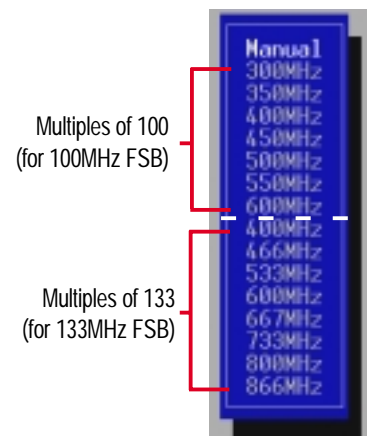 Manual
300MHz
350MHz
400MHz
450MHz
500MHz
550MHz
600MHz
400MHz
466MHz
533MHz
600MHz
667MHz
733MHz
800MHz
866MHz
Multiples of 100
(for 100MHz FSB)
Multiples of 133
(for 133MHz FSB)